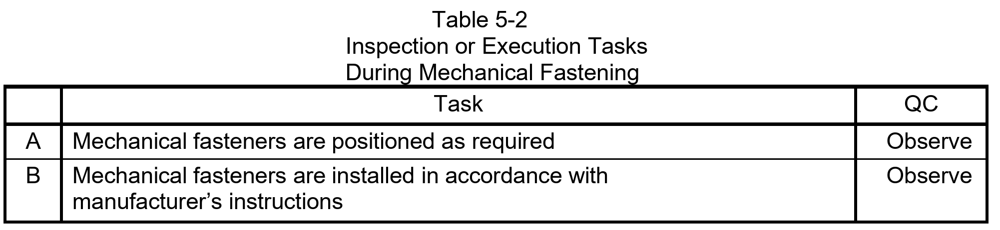 Table 5-2
Inspection or Execution Tasks
During Mechanical Fastening
Task QC
A Mechanical fasteners are positioned as required Observe
B Mechanical fasteners are installed in accordance with Observe
manufacturer’s instructions